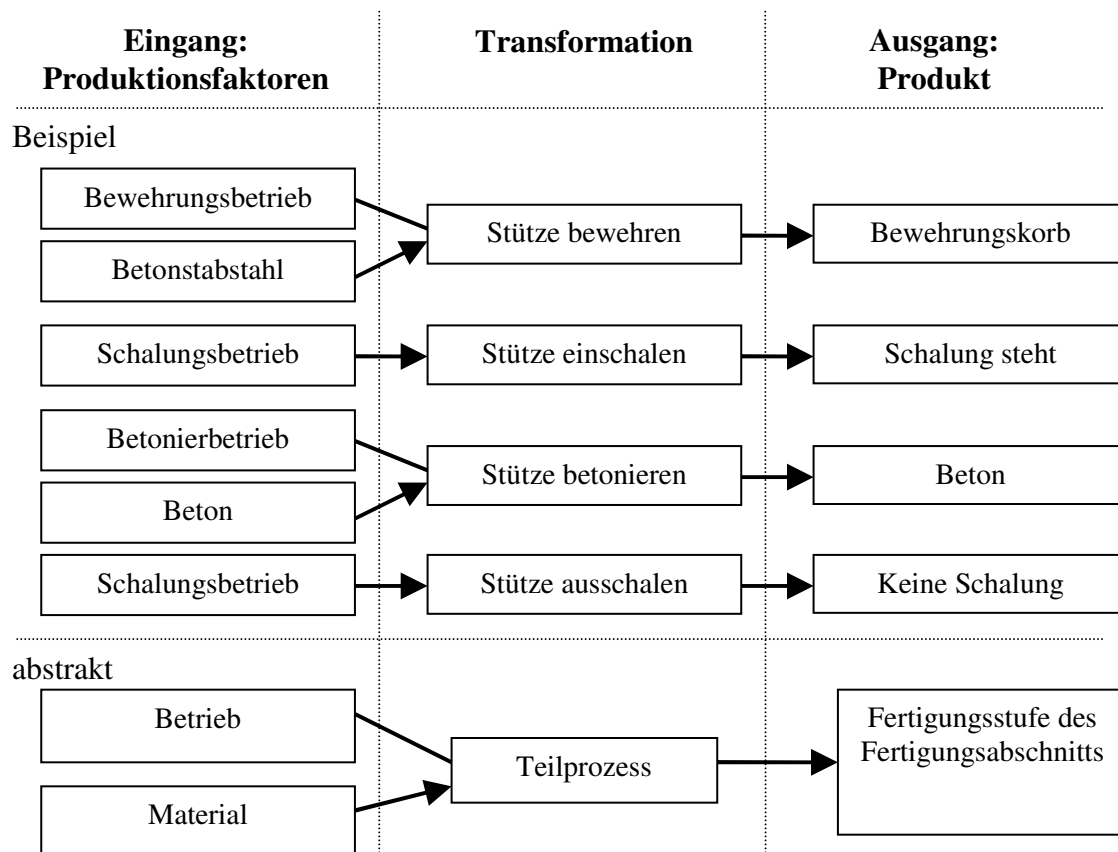 Eingang:
Produktionsfaktoren
Transformation
Ausgang:
Produkt
Beispiel
Bewehrungsbetrieb
Betonstabstahl
Stütze bewehren
Bewehrungskorb
Schalungsbetrieb
Stütze einschalen
Schalung steht
Betonierbetrieb
Beton
Stütze betonieren
Beton
Schalungsbetrieb
Stütze ausschalen
Keine Schalung
abstrakt
Betrieb
Material
Teilprozess
Fertigungsstufe des
Fertigungsabschnitts